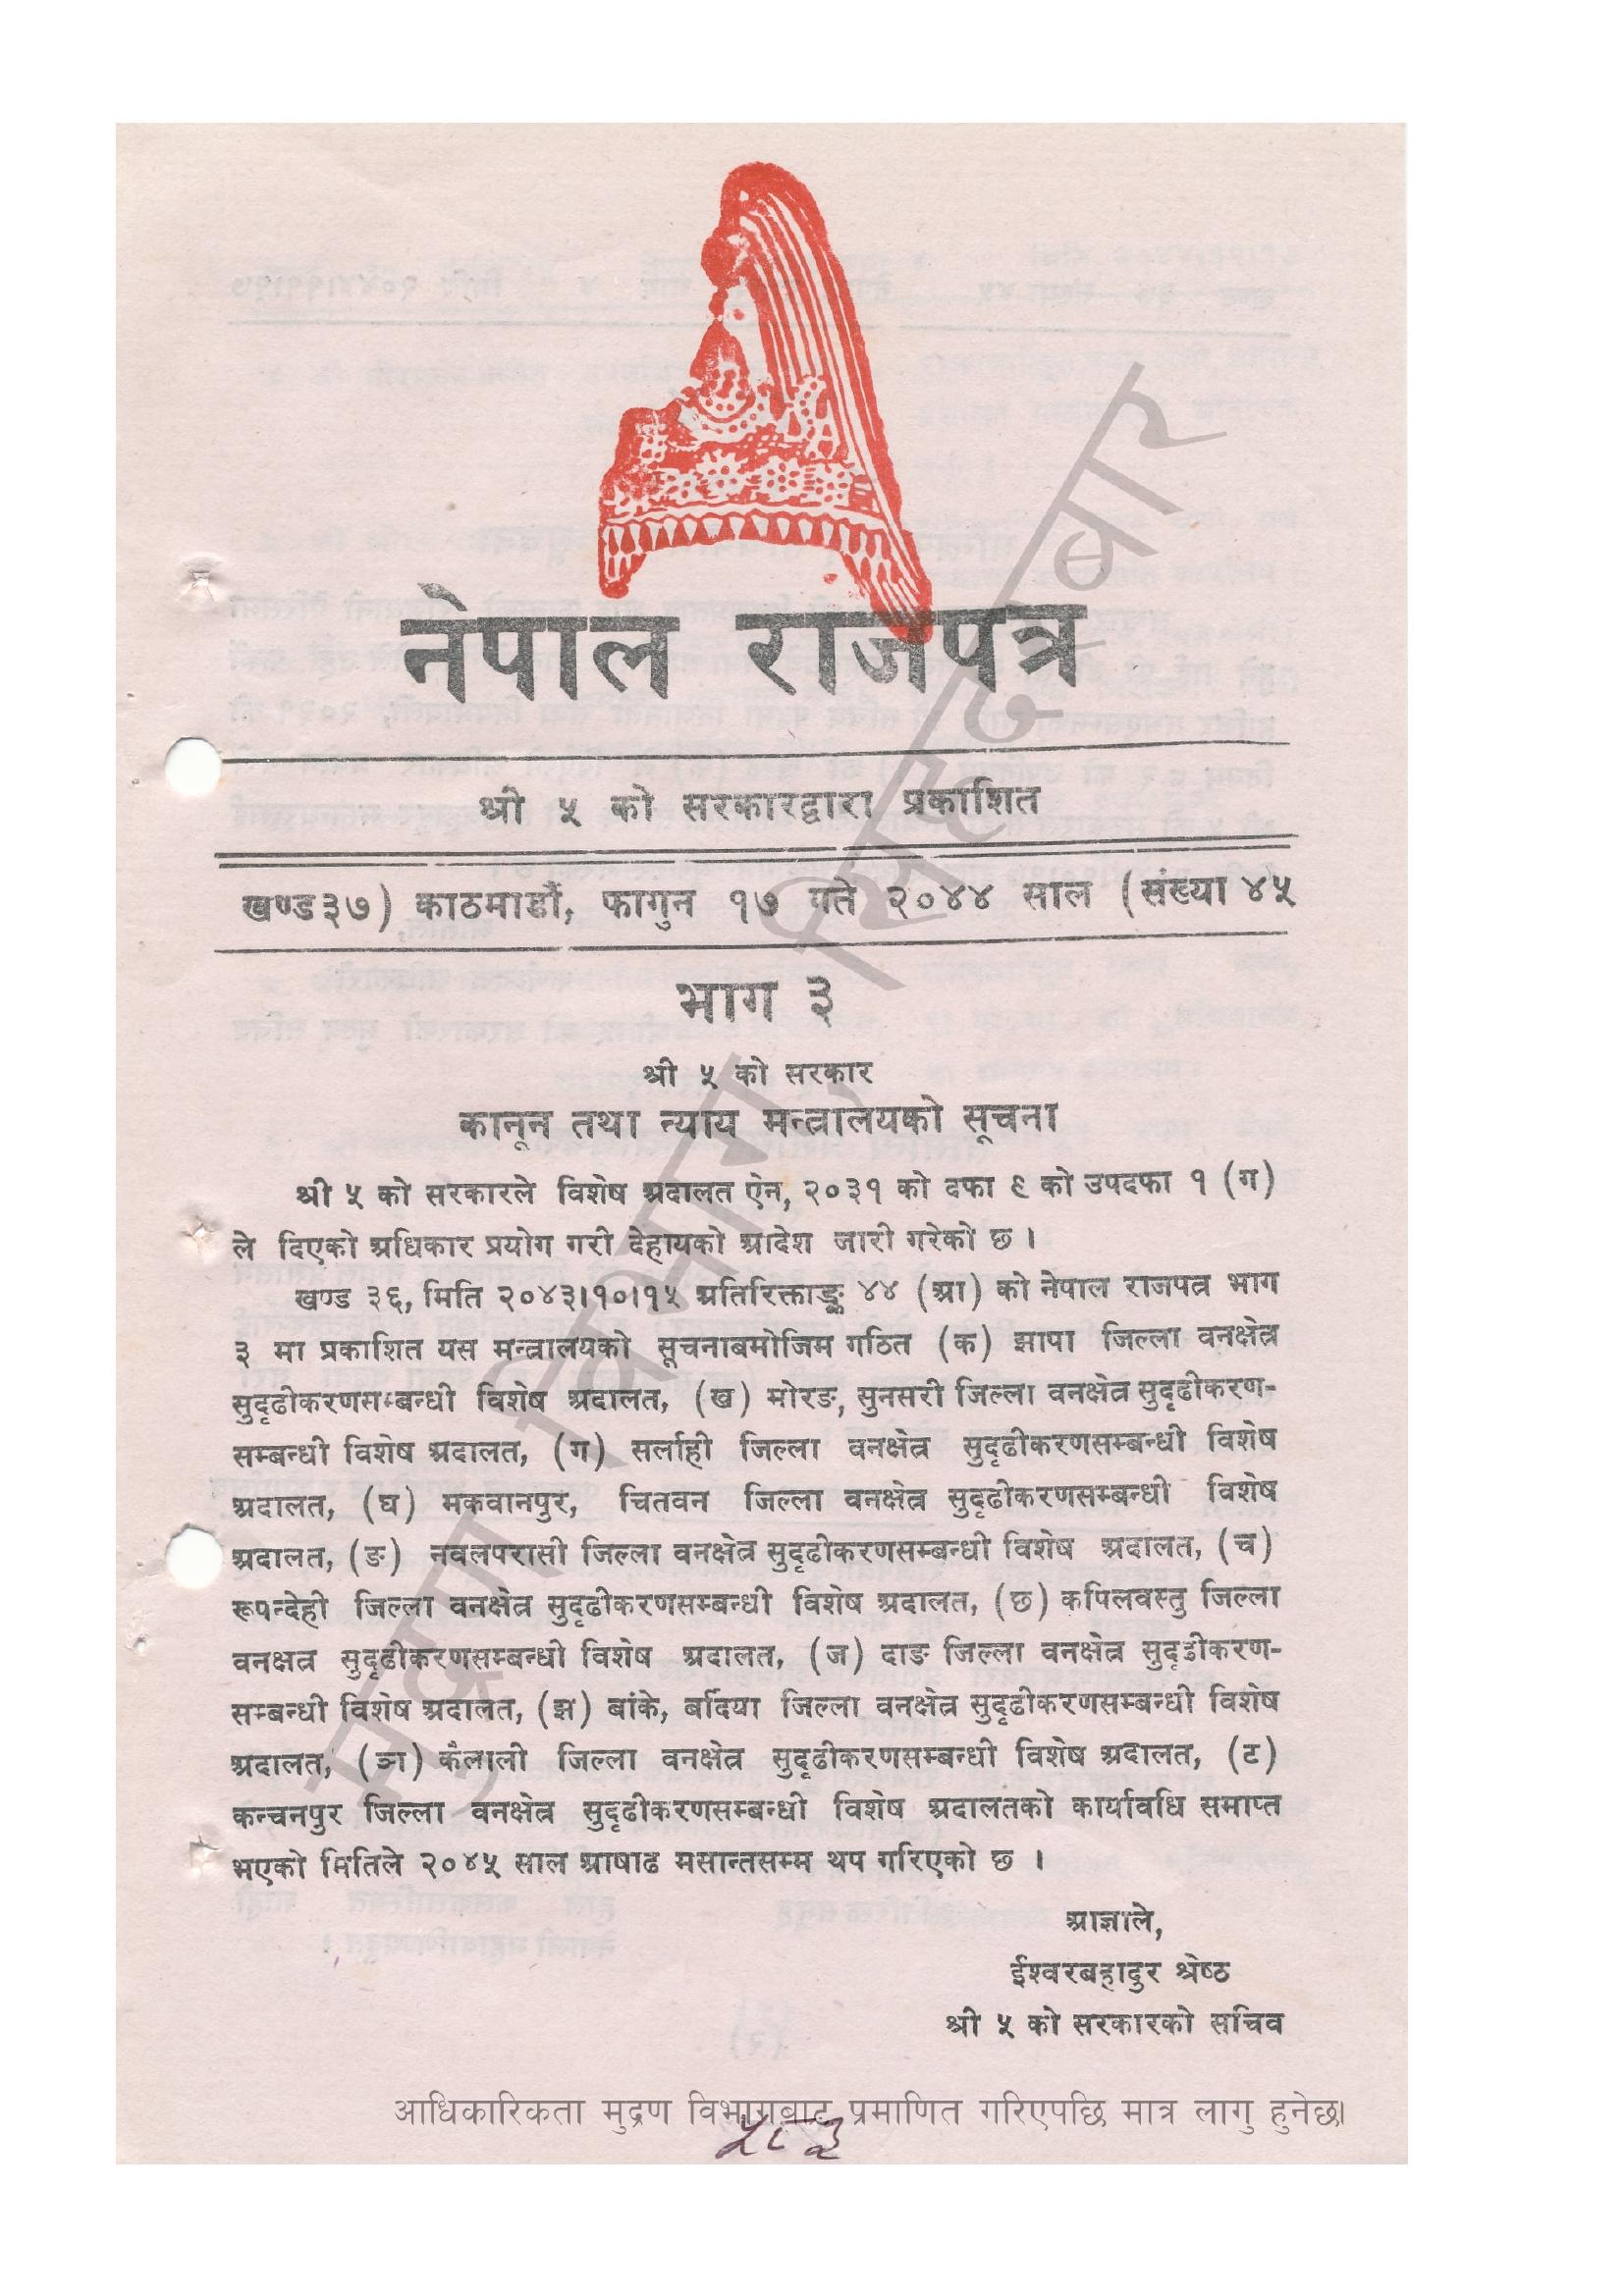 नेपाल राजपत्र
श्री ५ को सरकारद्वारा प्रकाशित
खण्ड३७) काठमाडौं, फागुन १७ गते २०४४ साल (संख्या ४५
भाग ३
श्री ५ को सरकार
कानून तथा न्याय मन्त्रालयको सूचना
श्री ५ को सरकारले विशेष अदालत ऐन, २०३१ को दफा ९ को उपदफा १ (ग)
ले दिएको अधिकार प्रयोग गरी देहायको आदेश जारी गरेको छ ।
खण्ड ३६, मिति २०४३।१०।१५ अतिरिक्ताङ्क ४४ (आ) को नेपाल राजपत्र भाग
३ मा प्रकाशित यस मन्त्रालयको सूचनाबमोजिम गठित (क) झापा जिल्ला वनक्षेत्र
सुदृढीकरणसम्बन्धी विशेष अदालत, (ख) मोरङ, सुनसरी जिल्ला वनक्षेत्र सुदृढीकरण-
सम्बन्धी विशेष अदालत, (ग) सर्लाही जिल्ला वनक्षेत्र सुदृढीकरणसम्बन्धी विशेष
अदालत, (घ) मकवानपुर, चितवन जिल्ला वनक्षेत्र सुदृढीकरणसम्बन्धी विशेष
अदालत, (ङ) नवलपरासी जिल्ला वनक्षेत्र सुदृढीकरणसम्बन्धी विशेष अदालत, (च)
रूपन्देही जिल्ला वनक्षेत्र सुदृढीकरणसम्बन्धी विशेष अदालत, (छ) कपिलवस्तु जिल्ला
वनक्षत्र सुदृढीकरणसम्बन्धी विशेष अदालत, (ज) दाङ जिल्ला वनक्षेत्र सुदृढीकरण-
सम्बन्धी विशेष अदालत, (झ) बांके, बर्दिया जिल्ला वनक्षेत्र सुदृढीकरणसम्बन्धी विशेष
अदालत, (ञ) कैलाली जिल्ला वनक्षेत्र सुदृढीकरणसम्बन्धी विशेष अदालत, (ट)
कन्चनपुर जिल्ला वनक्षेत्र सुदृढीकरणसम्बन्धी विशेष अदालतको कार्यावधि समाप्त
भएको मितिले २०४५ साल आषाढ मसान्तसम्म थप गरिएको छ ।
आज्ञाले,
ईश्वरबहादुर श्रेष्ठ
श्री ५ को सरकारको सचिव
मुद्रण विभाग, सिंहदरबार
आधिकारिकता मुद्रण विभागबाट प्रमाणित गरिएपछि मात्र लागु हुनेछ।
५८३